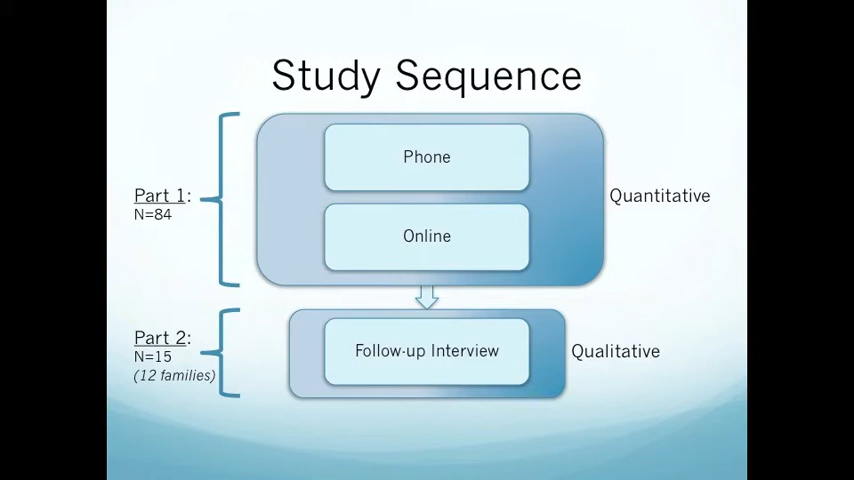 Study Sequence
Part 1:
N=84
Phone
Online
Quantitative
Part 2:
N=15
(12 families)
Follow-up Interview
Qualitative